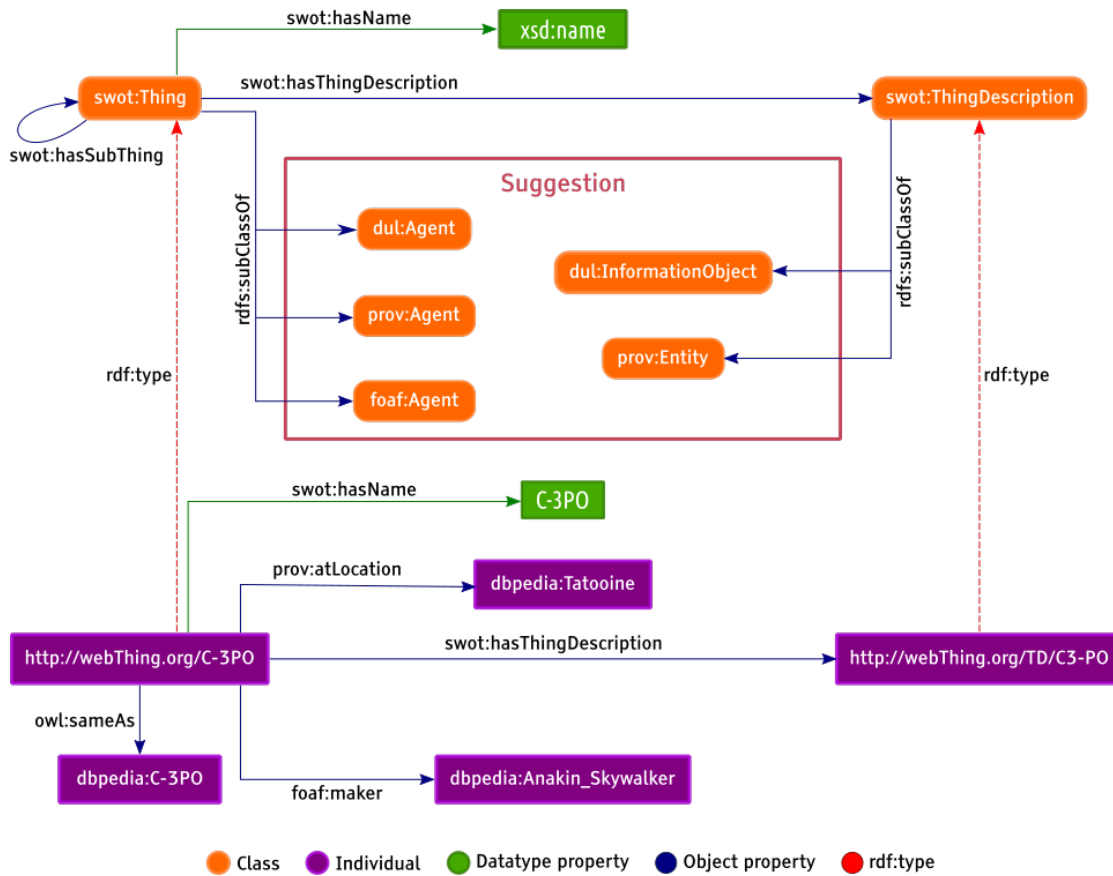 swot:hasName
xsd:name
swot:Thing
swot:hasThingDescription
swot:ThingDescription
swot:hasSubThing
Suggestion
rdfs:subClassOf
dul:Agent
dul:InformationObject
rdfs:subClassOf
prov:Agent
prov:Entity
rdf:type
rdf:type
foaf:Agent
swot:hasName
C-3PO
prov:atLocation
dbpedia:Tatooine
http://webThing.org/C-3PO
swot:hasThingDescription
http://webThing.org/TD/C3-PO
owl:sameAs
dbpedia:C-3PO
foaf:maker
dbpedia:Anakin_Skywalker
Class
Individual
Datatype property
Object property
rdf:type